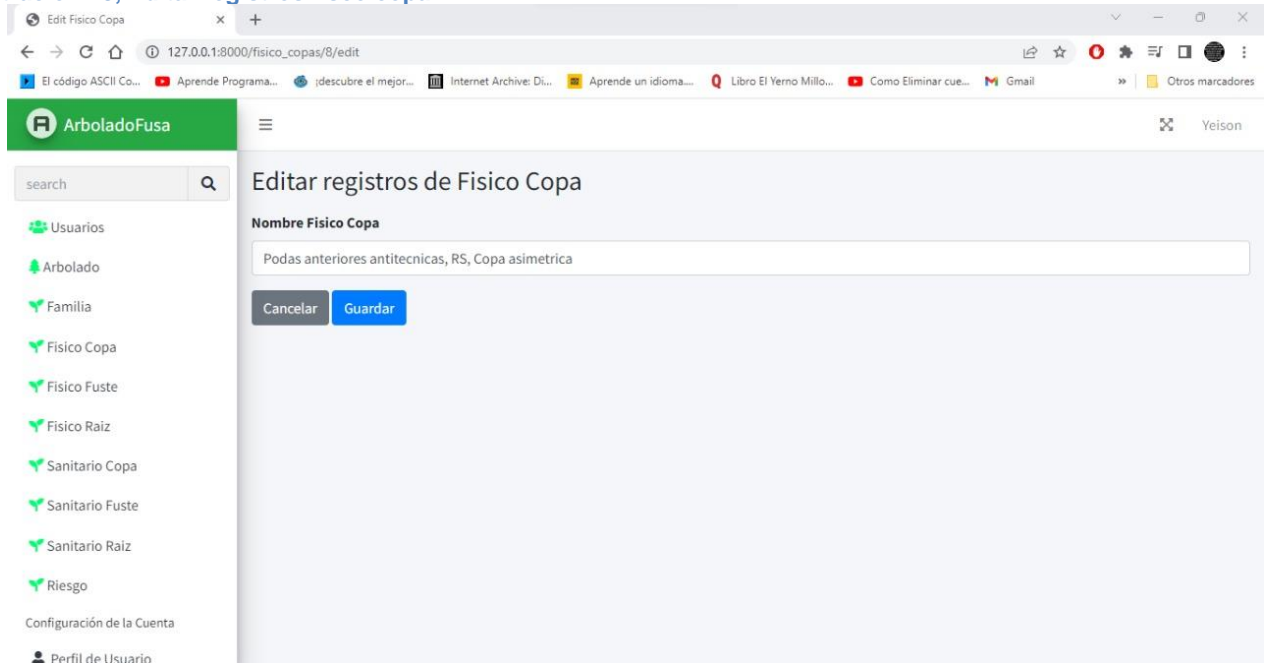 Edit Fisico Copa
127.0.0.1:8000/fisico_copas/8/edit
El código ASCII Co... Aprende Programa... ¡descubre el mejor... Internet Archive: Di... Aprende un idioma.... Libro El Yerno Millo... Como Eliminar cue... Gmail » Otros marcadores
ArboladoFusa
Yeison
search
Editar registros de Fisico Copa
Usuarios
Nombre Fisico Copa
Podas anteriores antitecnicas, RS, Copa asimetrica
Arbolado
Familia
Cancelar Guardar
Fisico Copa
Fisico Fuste
Fisico Raiz
Sanitario Copa
Sanitario Fuste
Sanitario Raiz
Riesgo
Configuración de la Cuenta
Perfil de Usuario